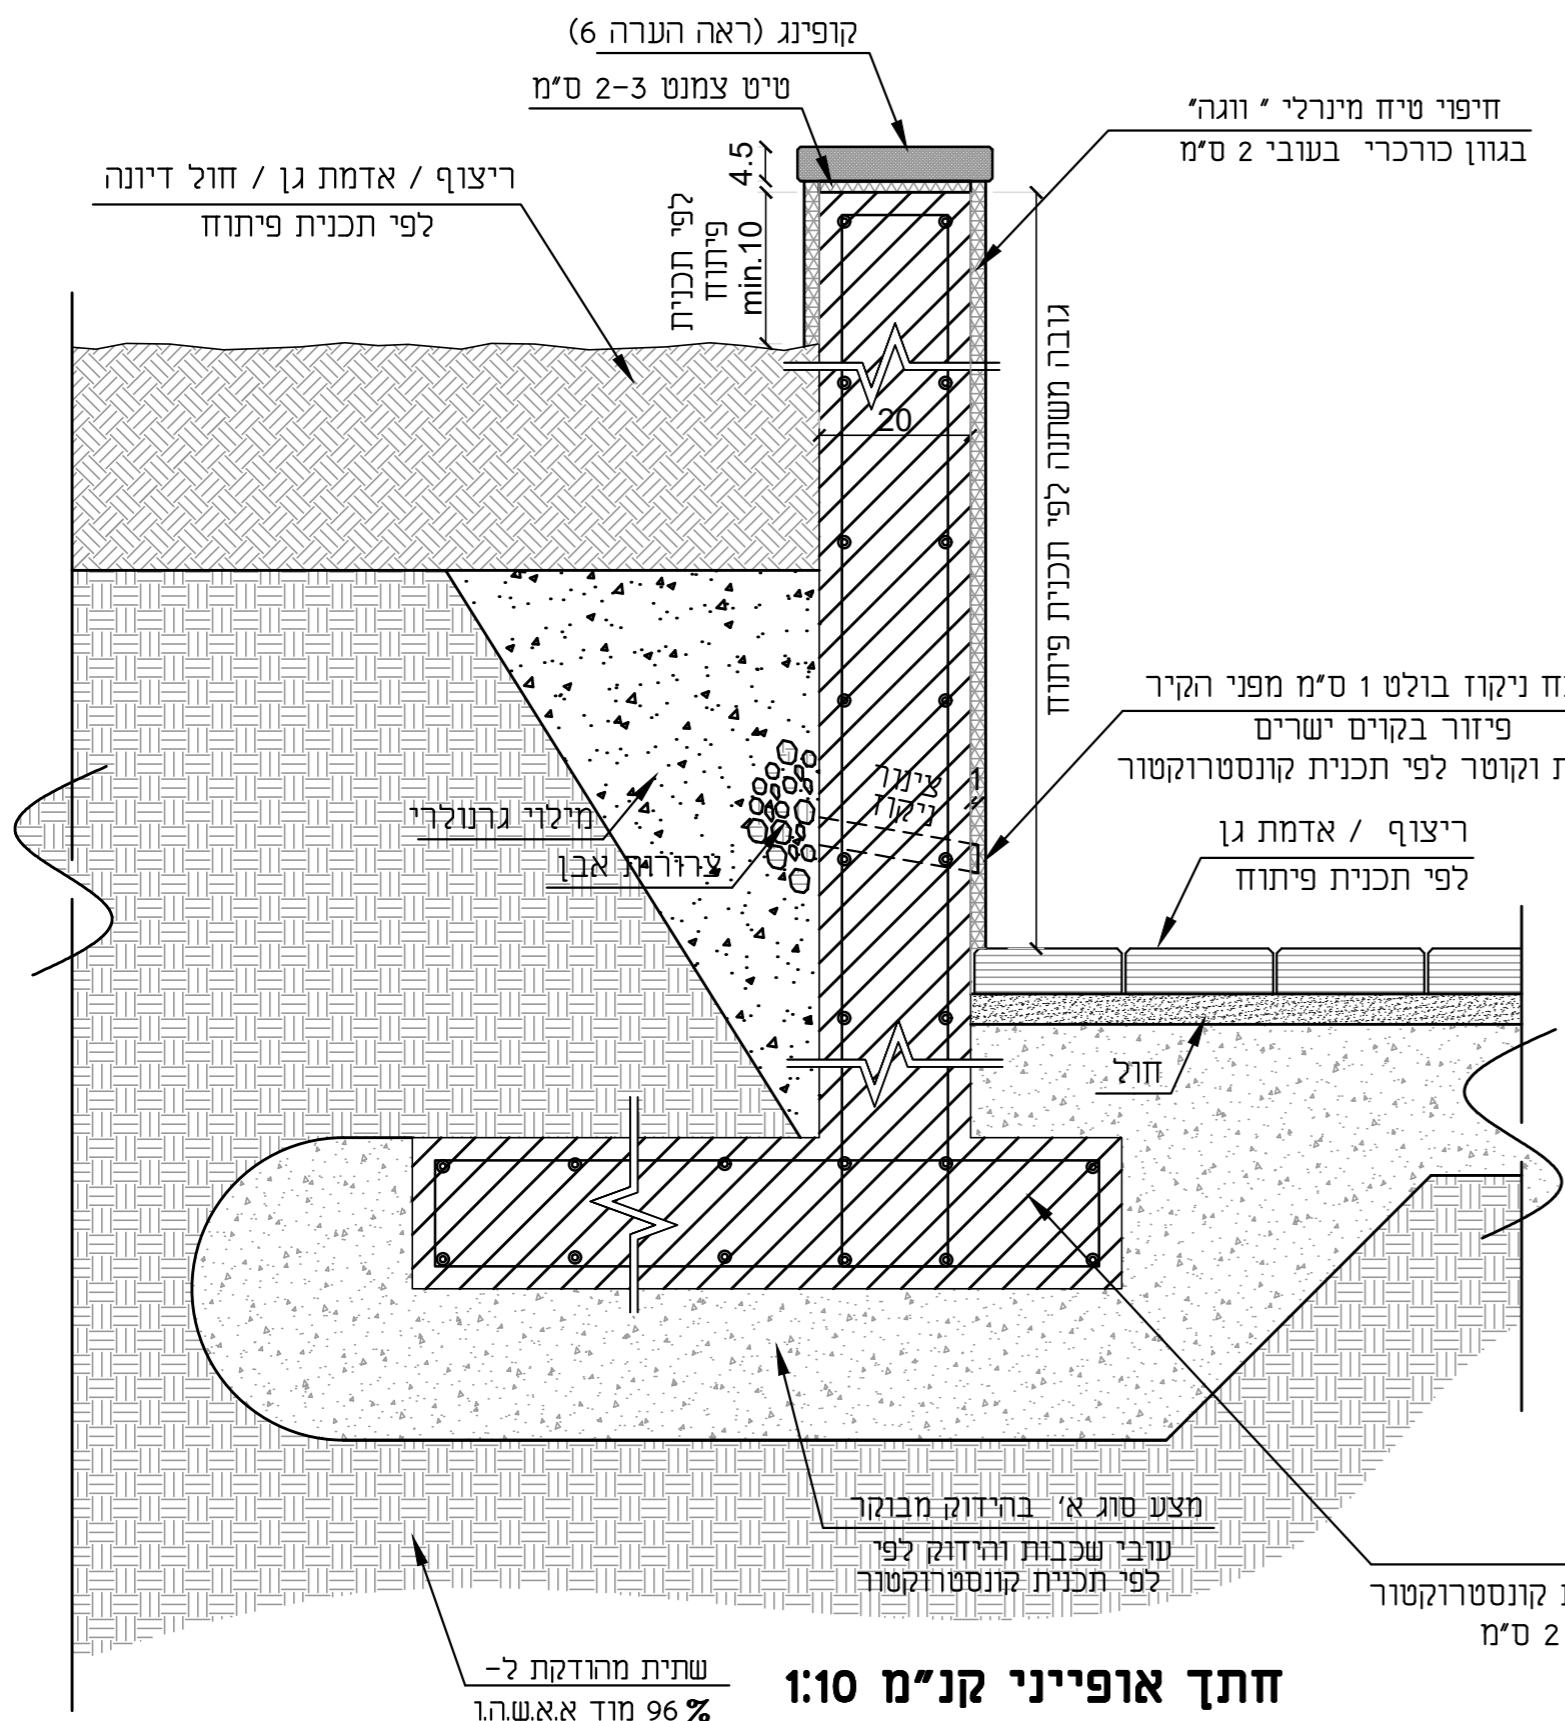 קופינג (ראה הערה 6)
טיט צמנט 2-3 ס"מ
חיפוי טיח מינרלי " ווגה"
בגוון כורכרי בעובי 2 ס"מ
ריצוף / אדמת גן / חול דיונה
לפי תכנית פיתוח
4.5
לפי תכנית
פיתוח
min.10
20
גובה משתנה לפי תכנית פיתוח
ניקוז בולט 1 ס"מ מפני הקיר
פיזור בקוים ישרים
וקוטר לפי תכנית קונסטרוקטור
צינור
ניקוז
1
מילוי גרנולרי
צרורות אבן
ריצוף / אדמת גן
לפי תכנית פיתוח
חול
מצע סוג א' בהידוק מבוקר
עובי שכבות והידוק לפי
לפי תכנית קונסטרוקטור
קונסטרוקטור
2 ס"מ
שתית מהודקת ל-
96 % מוד א.א.ש.ה.ו
חתך אופייני קנ"מ 1:10